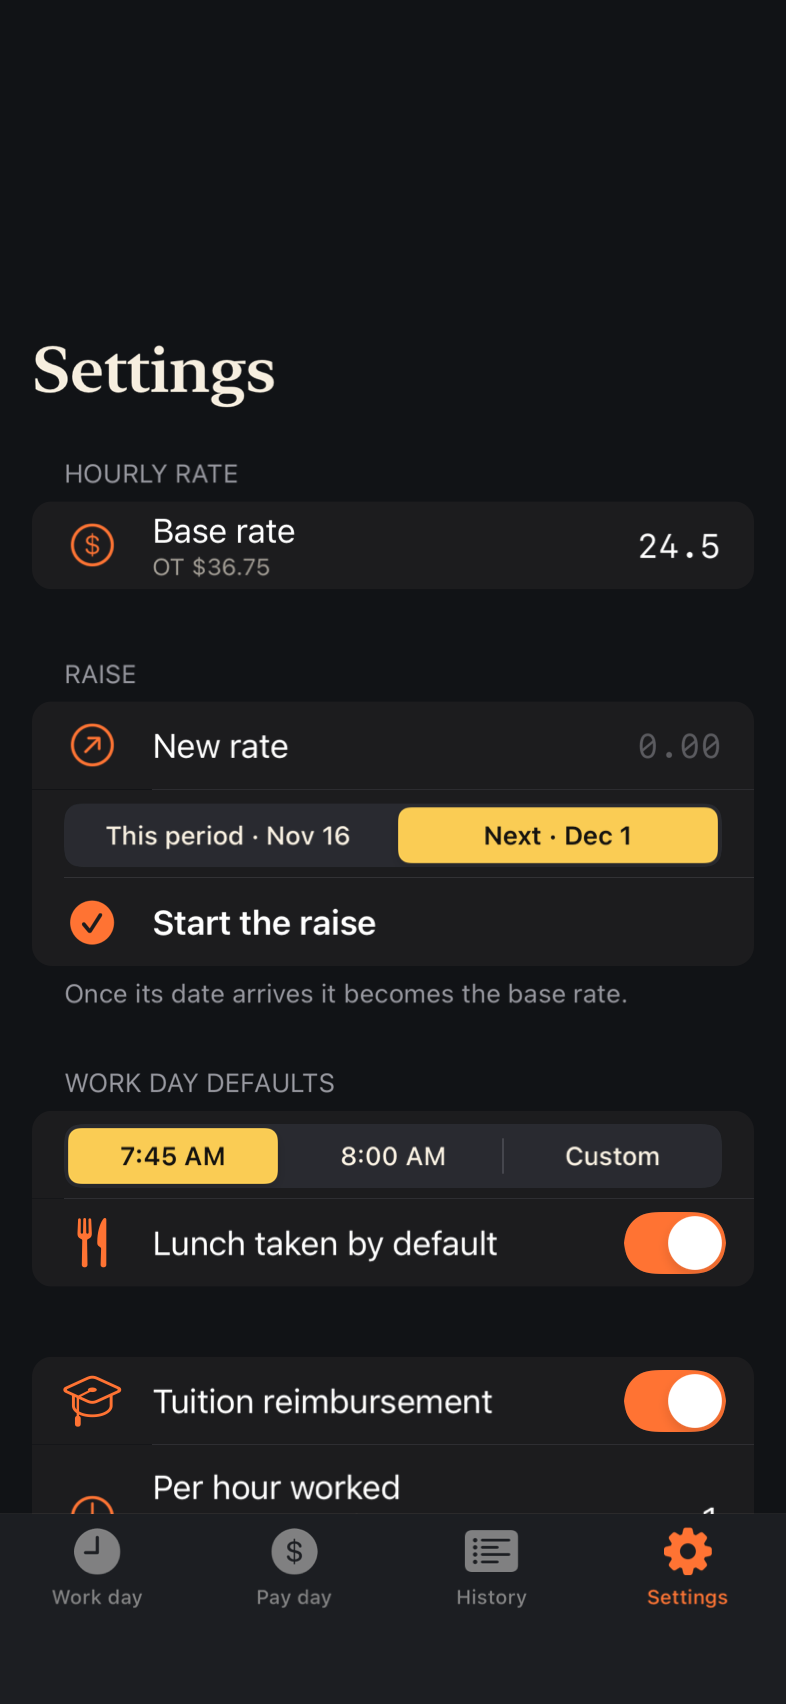 Settings
HOURLY RATE
Base rate
OT $36.75
24.5
RAISE
New rate
0.00
This period · Nov 16
Next · Dec 1
Start the raise
Once its date arrives it becomes the base rate.
WORK DAY DEFAULTS
7:45 AM
8:00 AM
Custom
Lunch taken by default
Tuition reimbursement
Per hour worked
Work day
Pay day
History
Settings